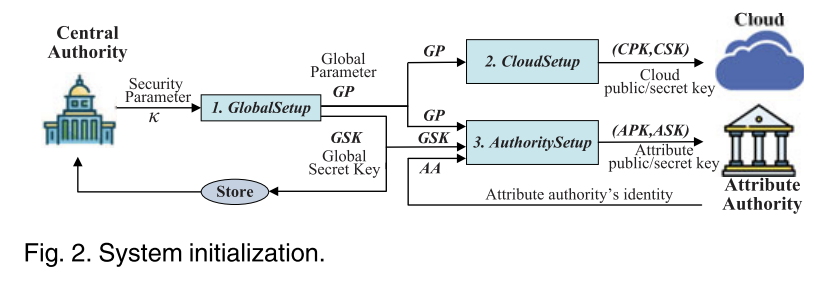 Central
Authority
Security
Parameter
κ
1. GlobalSetup
Global
Parameter
GP
GSK
Global
Secret Key
Store
GP
2. CloudSetup
(CPK,CSK)
Cloud
public/secret key
Cloud
GP
GSK
AA
3. AuthoritySetup
(APK,ASK)
Attribute
public/secret key
Attribute authority's identity
Attribute
Authority
Fig. 2. System initialization.